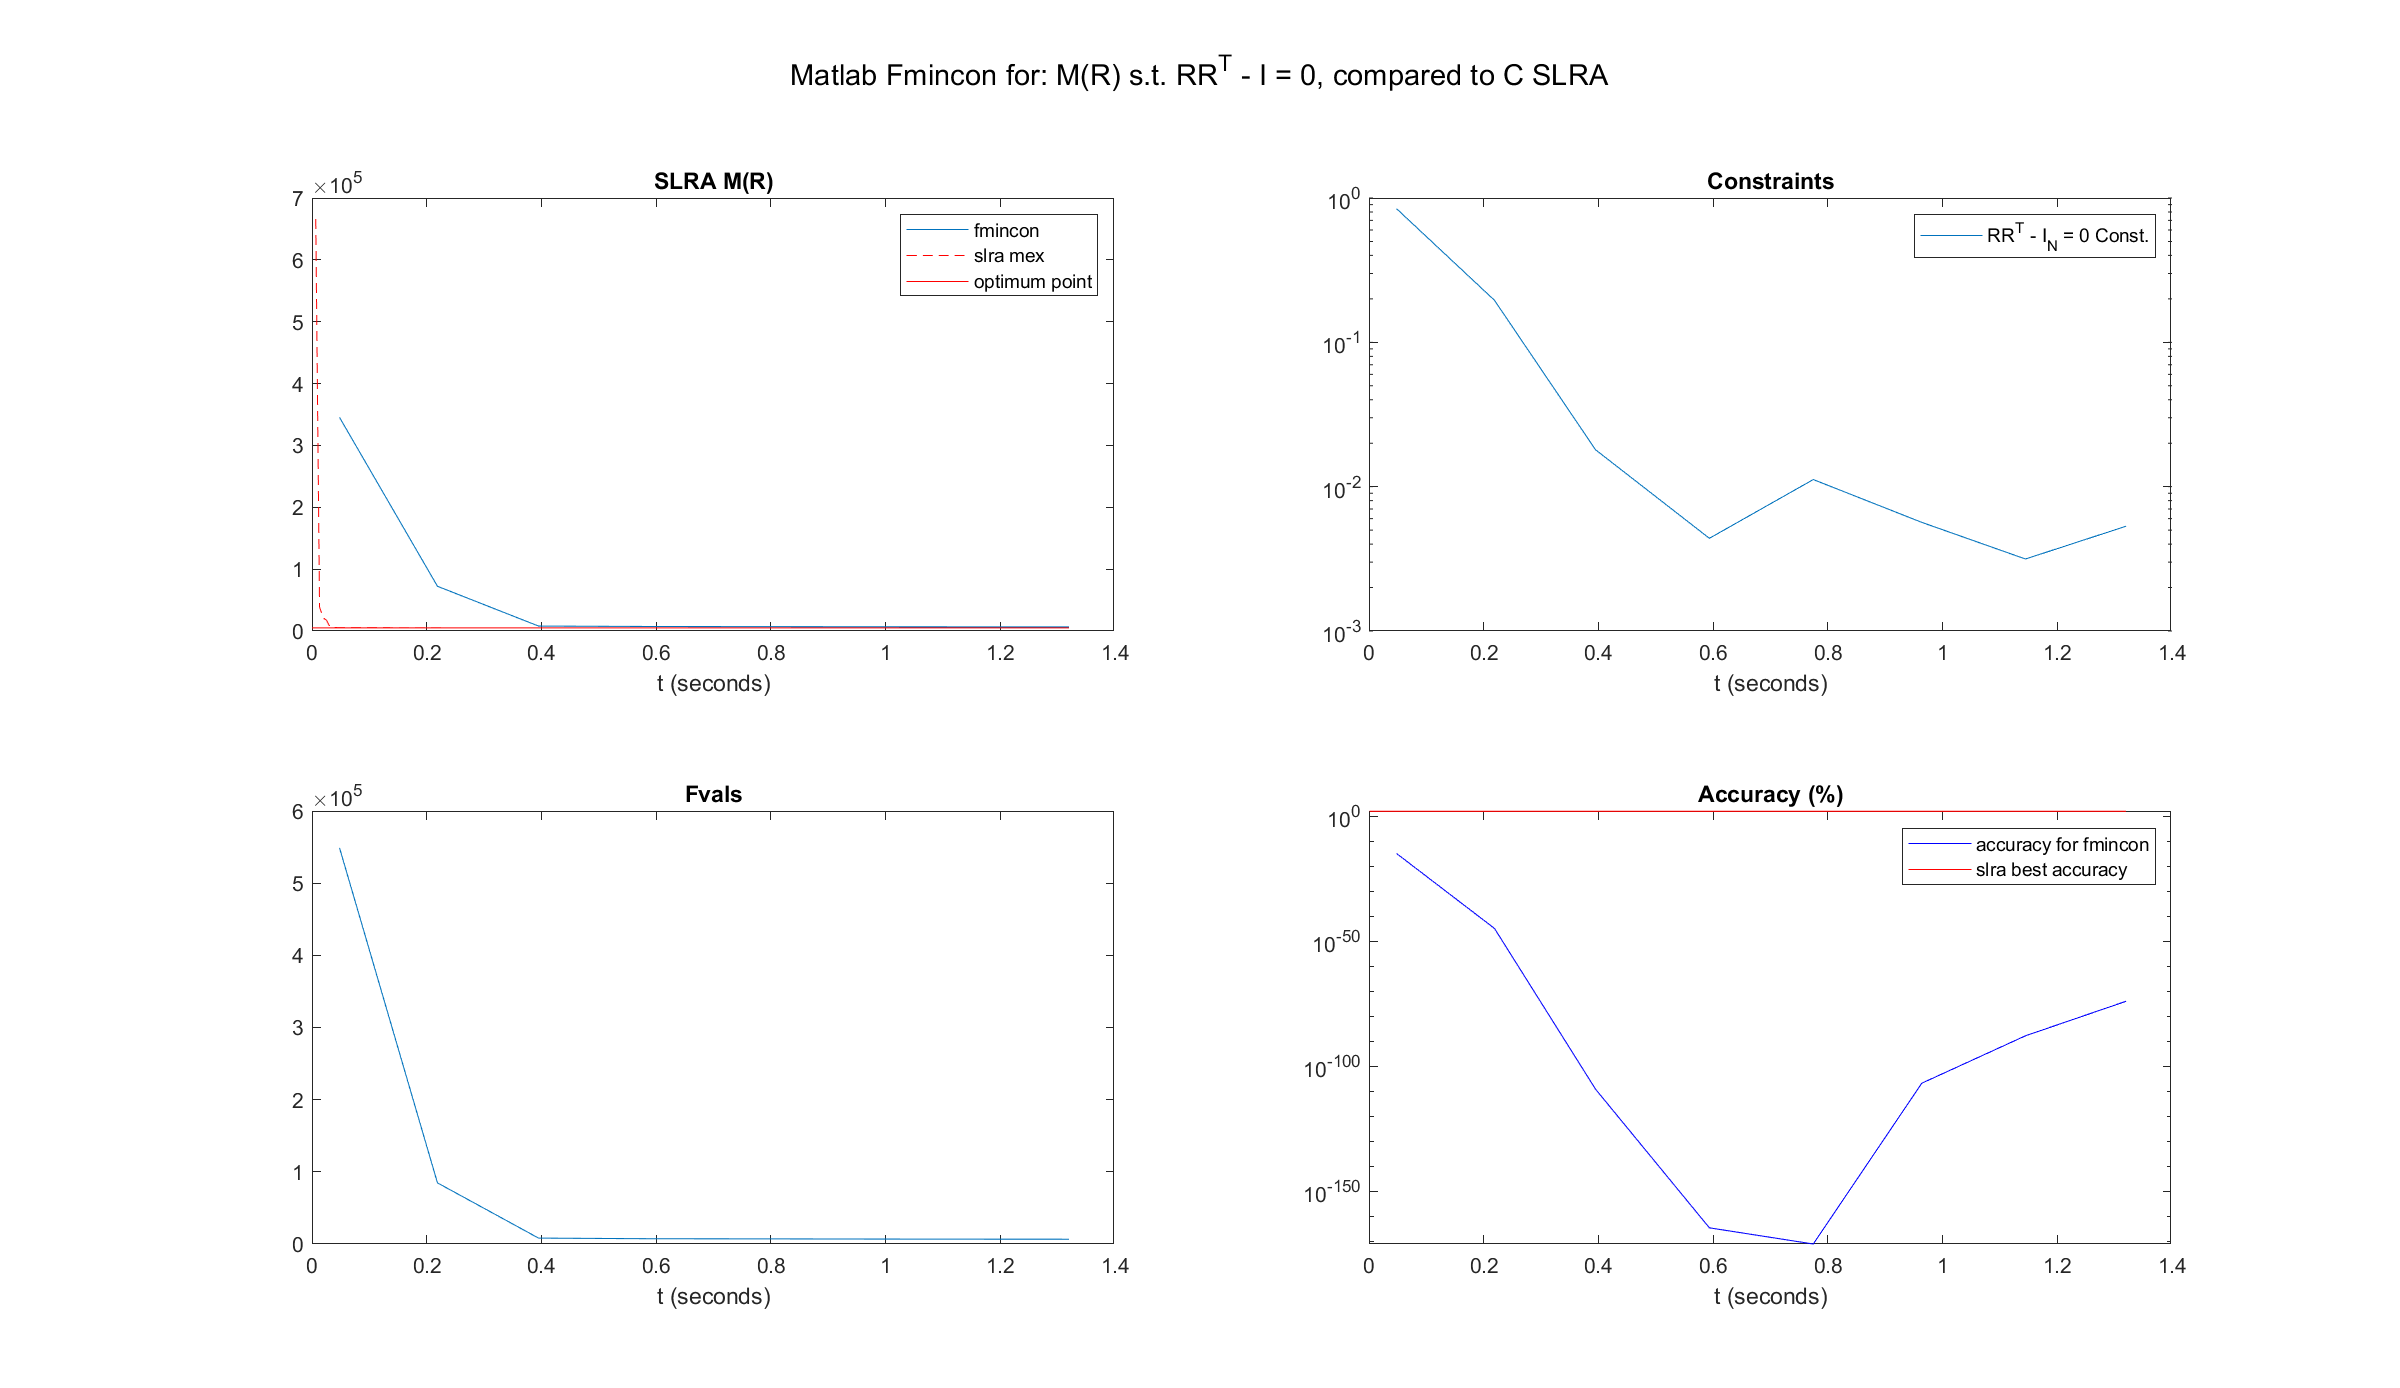 Matlab Fmincon for: M(R) s.t. RR^T - I = 0, compared to C SLRA
SLRA M(R)
×10^5
7
6
5
4
3
2
1
0
0 0.2 0.4 0.6 0.8 1 1.2 1.4
t (seconds)
fmincon
slra mex
optimum point
Constraints
10^0
10^-1
10^-2
10^-3
0 0.2 0.4 0.6 0.8 1 1.2 1.4
t (seconds)
RR^T - I_N = 0 Const.
Fvals
×10^5
6
5
4
3
2
1
0
0 0.2 0.4 0.6 0.8 1 1.2 1.4
t (seconds)
Accuracy (%)
10^0
10^-50
10^-100
10^-150
0 0.2 0.4 0.6 0.8 1 1.2 1.4
t (seconds)
accuracy for fmincon
slra best accuracy